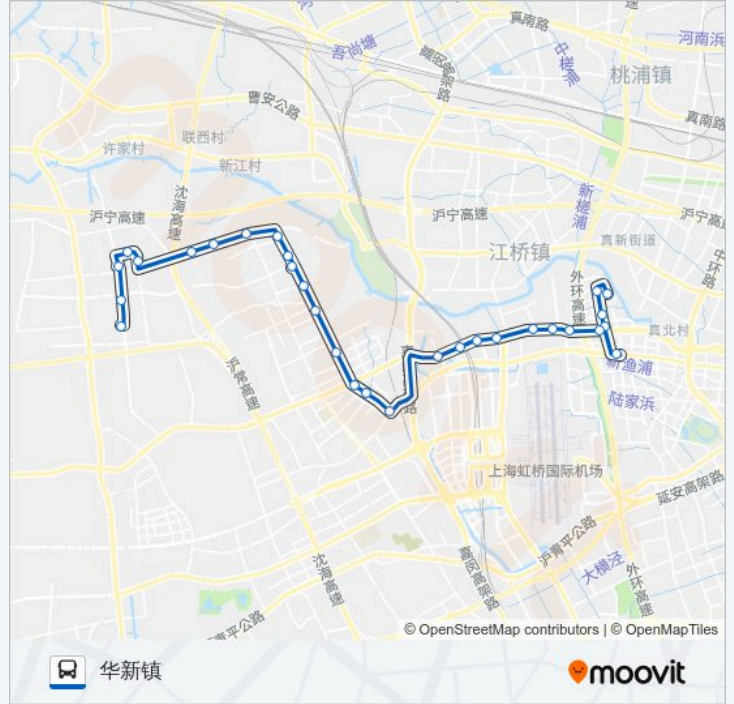 真南路
吾尚塘
嘉闵高架路
中槎浦
河南浜
桃浦镇
曹安公路
真南路
联西村
许家村
新江村
沈海高速
新槎浦
沪宁高速
沪宁高速
沪宁高
真新街道
江桥镇
中环路
外环高速
真北村
新渔浦
沪常高速
陆家浜
上海虹桥国际机场
延安高架路
沪青平公路
大横泾
嘉闵高架路
沈海高速
外环高速
青平公路
© OpenStreetMap contributors | © OpenMapTiles
华新镇
moovit